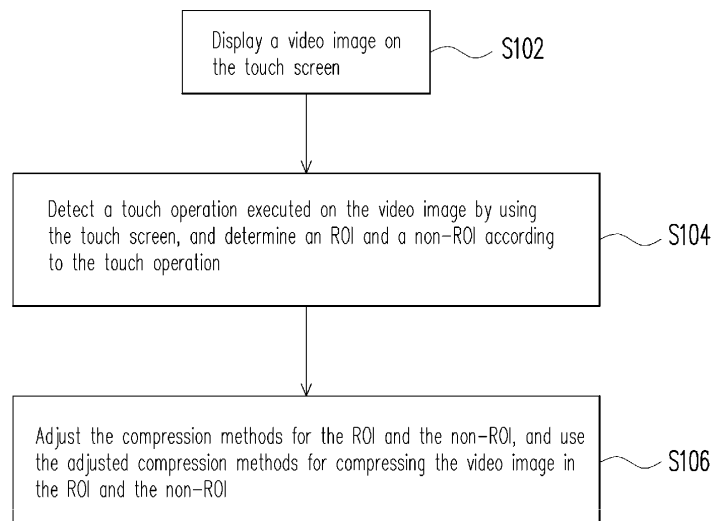 Display a video image on
the touch screen
S102
Detect a touch operation executed on the video image by using
the touch screen, and determine an ROI and a non-ROI according
to the touch operation
S104
Adjust the compression methods for the ROI and the non-ROI, and use
the adjusted compression methods for compressing the video image in
the ROI and the non-ROI
S106